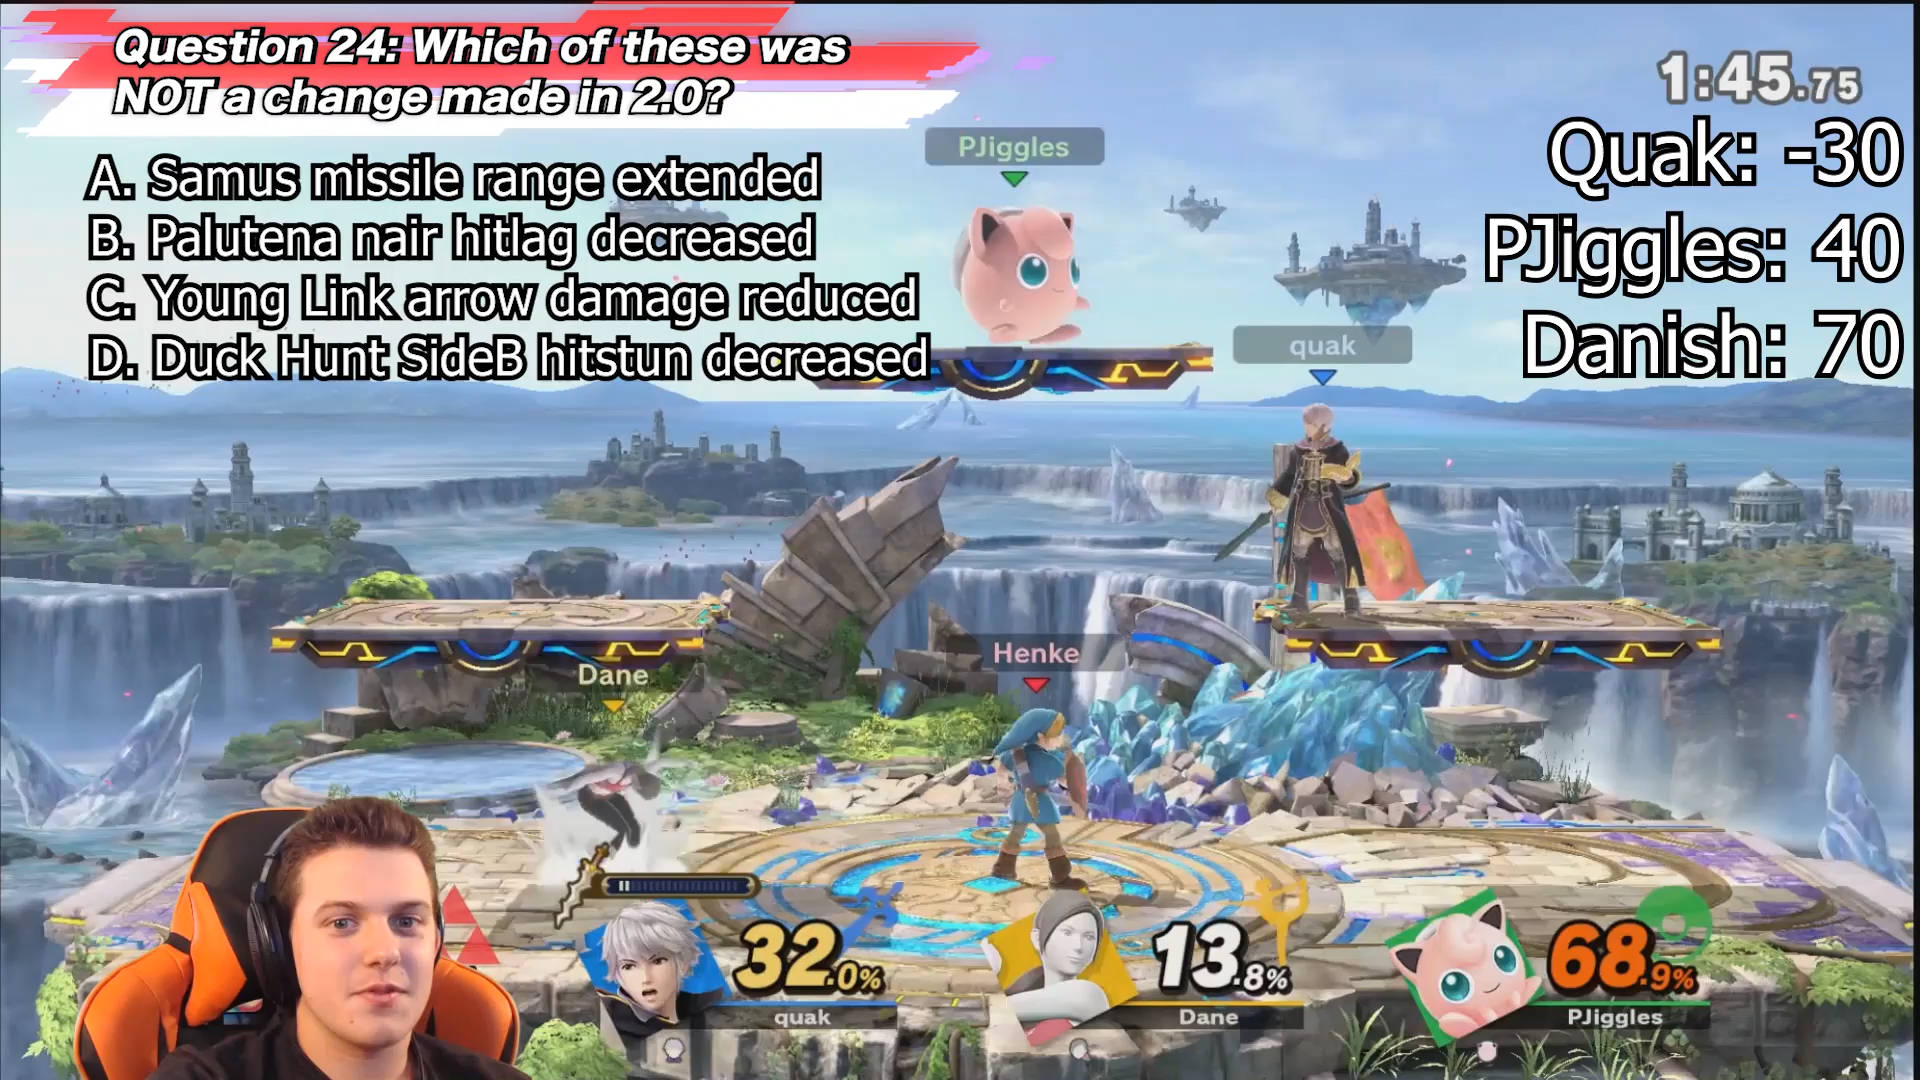 Question 24: Which of these was
NOT a change made in 2.0?
A. Samus missile range extended
B. Palutena nair hitlag decreased
C. Young Link arrow damage reduced
D. Duck Hunt SideB hitstun decreased
1:45.75
Quak: -30
PJiggles: 40
Danish: 70
PJiggles
quak
Henke
Dane
32.0%
quak
13.8%
Dane
68.9%
PJiggles